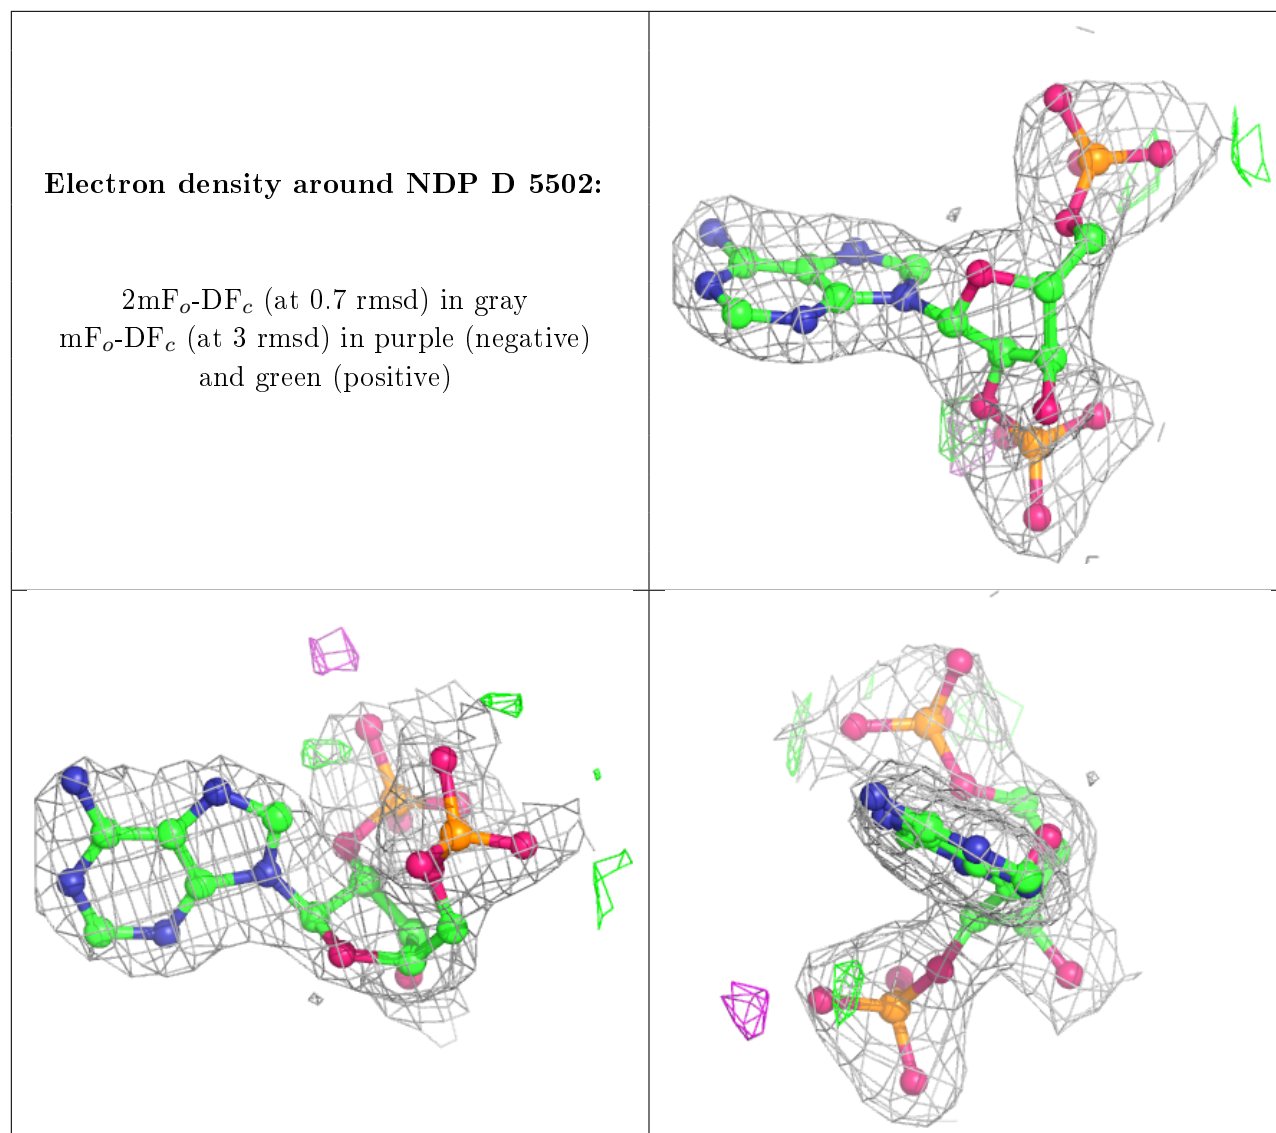 Electron density around NDP D 5502:
2mFo-DFc (at 0.7 rmsd) in gray
mFo-DFc (at 3 rmsd) in purple (negative)
and green (positive)